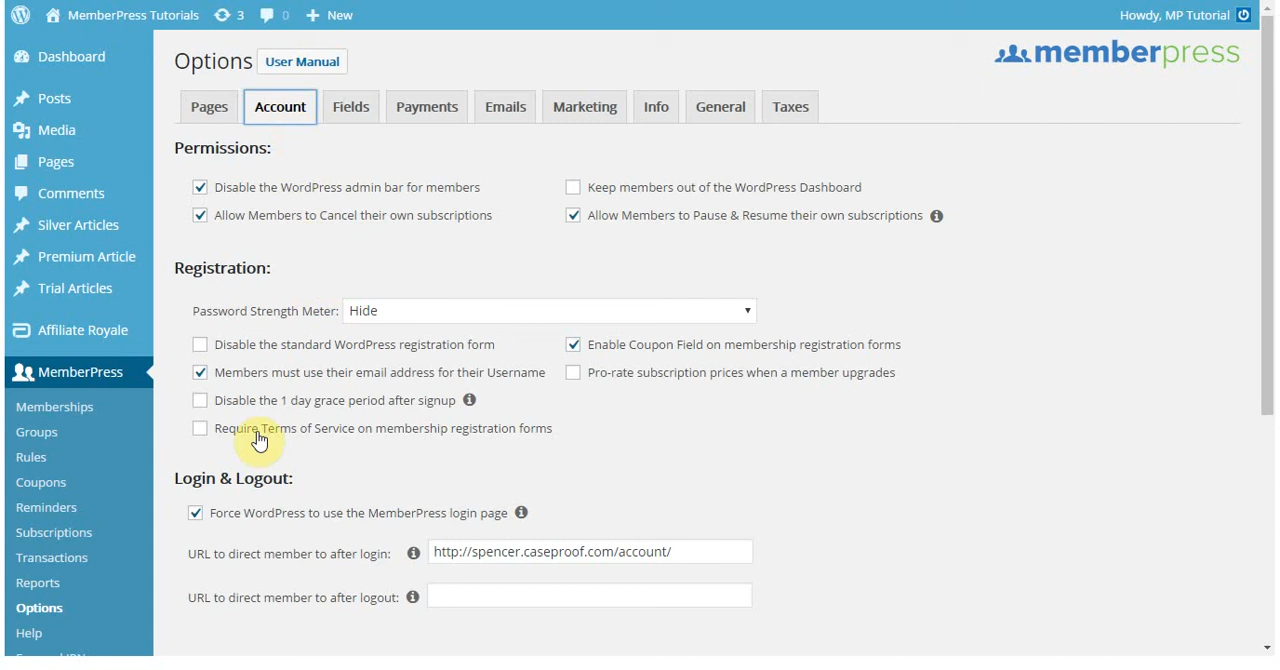 MemberPress Tutorials 3 0 New Howdy, MP Tutorial
Dashboard
Posts
Media
Pages
Comments
Silver Articles
Premium Article
Trial Articles
Affiliate Royale
MemberPress
Memberships
Groups
Rules
Coupons
Reminders
Subscriptions
Transactions
Reports
Options
Help
Options User Manual
memberpress
Pages Account Fields Payments Emails Marketing Info General Taxes
Permissions:
Disable the WordPress admin bar for members Keep members out of the WordPress Dashboard
Allow Members to Cancel their own subscriptions Allow Members to Pause & Resume their own subscriptions
Registration:
Password Strength Meter: Hide
Disable the standard WordPress registration form Enable Coupon Field on membership registration forms
Members must use their email address for their Username Pro-rate subscription prices when a member upgrades
Disable the 1 day grace period after signup
Require Terms of Service on membership registration forms
Login & Logout:
Force WordPress to use the MemberPress login page
URL to direct member to after login: http://spencer.caseproof.com/account/
URL to direct member to after logout: